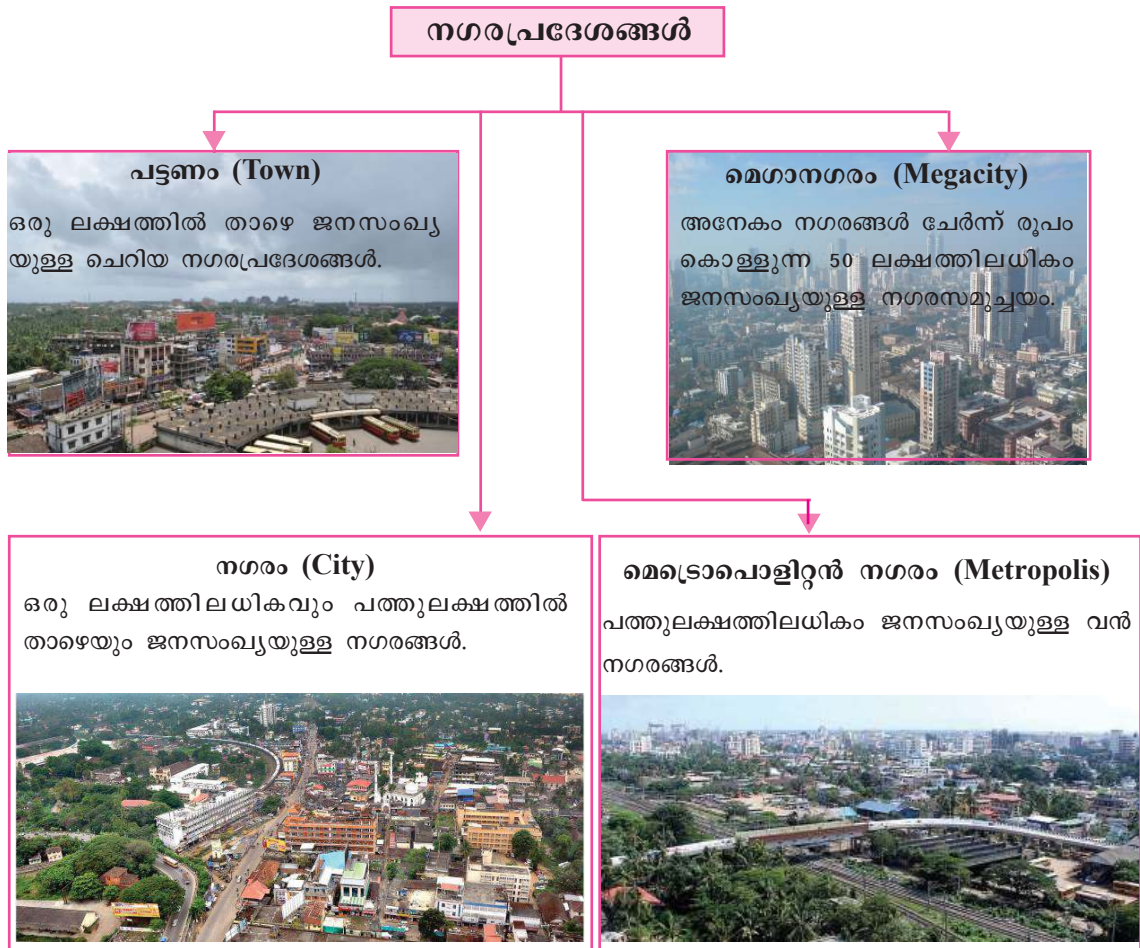 നഗരപ്രദേശങ്ങൾ
പട്ടണം (Town)
ഒരു ലക്ഷത്തിൽ താഴെ ജനസംഖ്യ
യുള്ള ചെറിയ നഗരപ്രദേശങ്ങൾ.
മെഗാനഗരം (Megacity)
അനേകം നഗരങ്ങൾ ചേർന്ന് രൂപം
കൊള്ളുന്ന 50 ലക്ഷത്തിലധികം
ജനസംഖ്യയുള്ള നഗരസമുച്ചയം.
നഗരം (City)
ഒരു ലക്ഷത്തിലധികവും പത്തുലക്ഷത്തിൽ
താഴെയും ജനസംഖ്യയുള്ള നഗരങ്ങൾ.
മെട്രൊപൊളിറ്റൻ നഗരം (Metropolis)
പത്തുലക്ഷത്തിലധികം ജനസംഖ്യയുള്ള വൻ
നഗരങ്ങൾ.